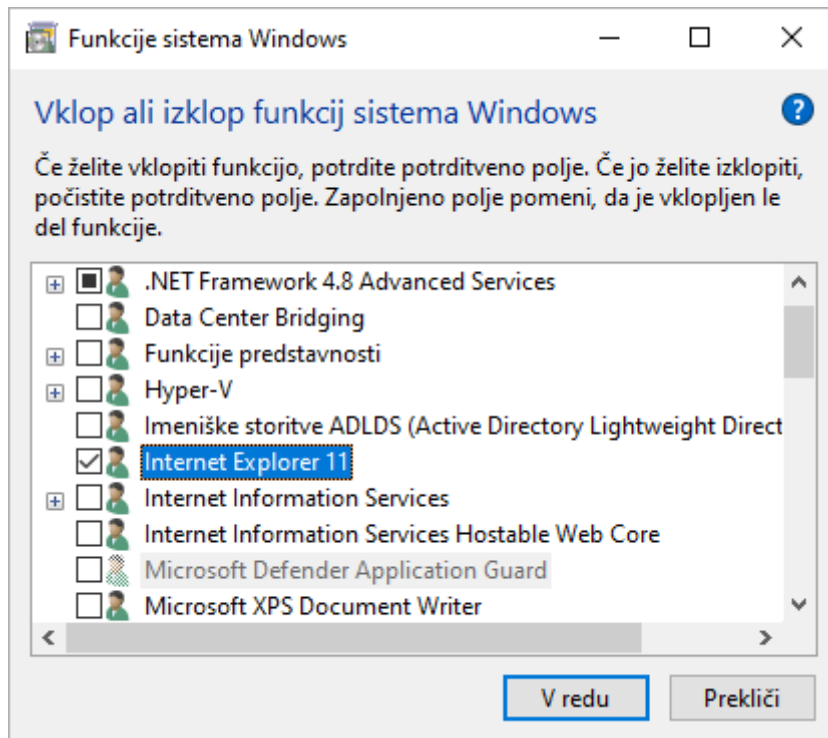 Funkcije sistema Windows
Vklop ali izklop funkcij sistema Windows
?
Če želite vklopiti funkcijo, potrdite potrditveno polje. Če jo želite izklopiti,
počistite potrditveno polje. Zapolnjeno polje pomeni, da je vklopljen le
del funkcije.
.NET Framework 4.8 Advanced Services
Data Center Bridging
Funkcije predstavnosti
Hyper-V
Imeniške storitve ADLDS (Active Directory Lightweight Direct
Internet Explorer 11
Internet Information Services
Internet Information Services Hostable Web Core
Microsoft Defender Application Guard
Microsoft XPS Document Writer
V redu Prekliči